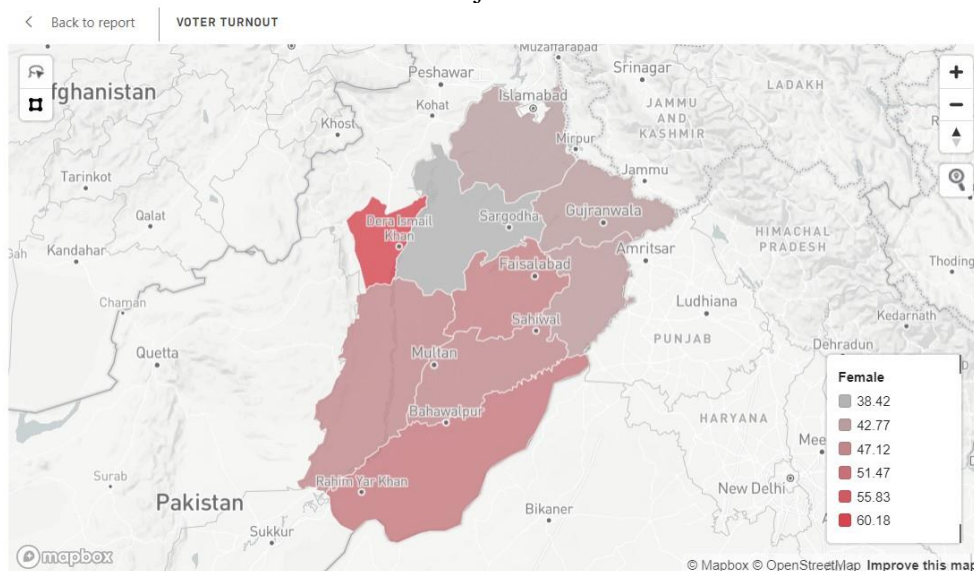 Back to report
VOTER TURNOUT
Muzaffarabad
Srinagar
LADAKH
Peshawar
fghanistan
Islamabad
JAMMU
AND
KASHMIR
Kohat
Khost
Mirpur
Jammu
Tarinkot
Dera Ismail
Khan
Sargodha
Gujranwala
Qalat
HIMACHAL
PRADESH
Kandahar
Amritsar
Faisalabad
Thoding
Chaman
Ludhiana
Sahiwal
Kedarnath
PUNJAB
Dehradun
Quetta
Multan
Female
38.42
42.77
47.12
51.47
55.83
60.18
Bahawalpur
HARYANA
Mee
Surab
Rahim Yar Khan
New Delhi
Pakistan
Bikaner
Sukkur
mapbox
© Mapbox © OpenStreetMap Improve this map